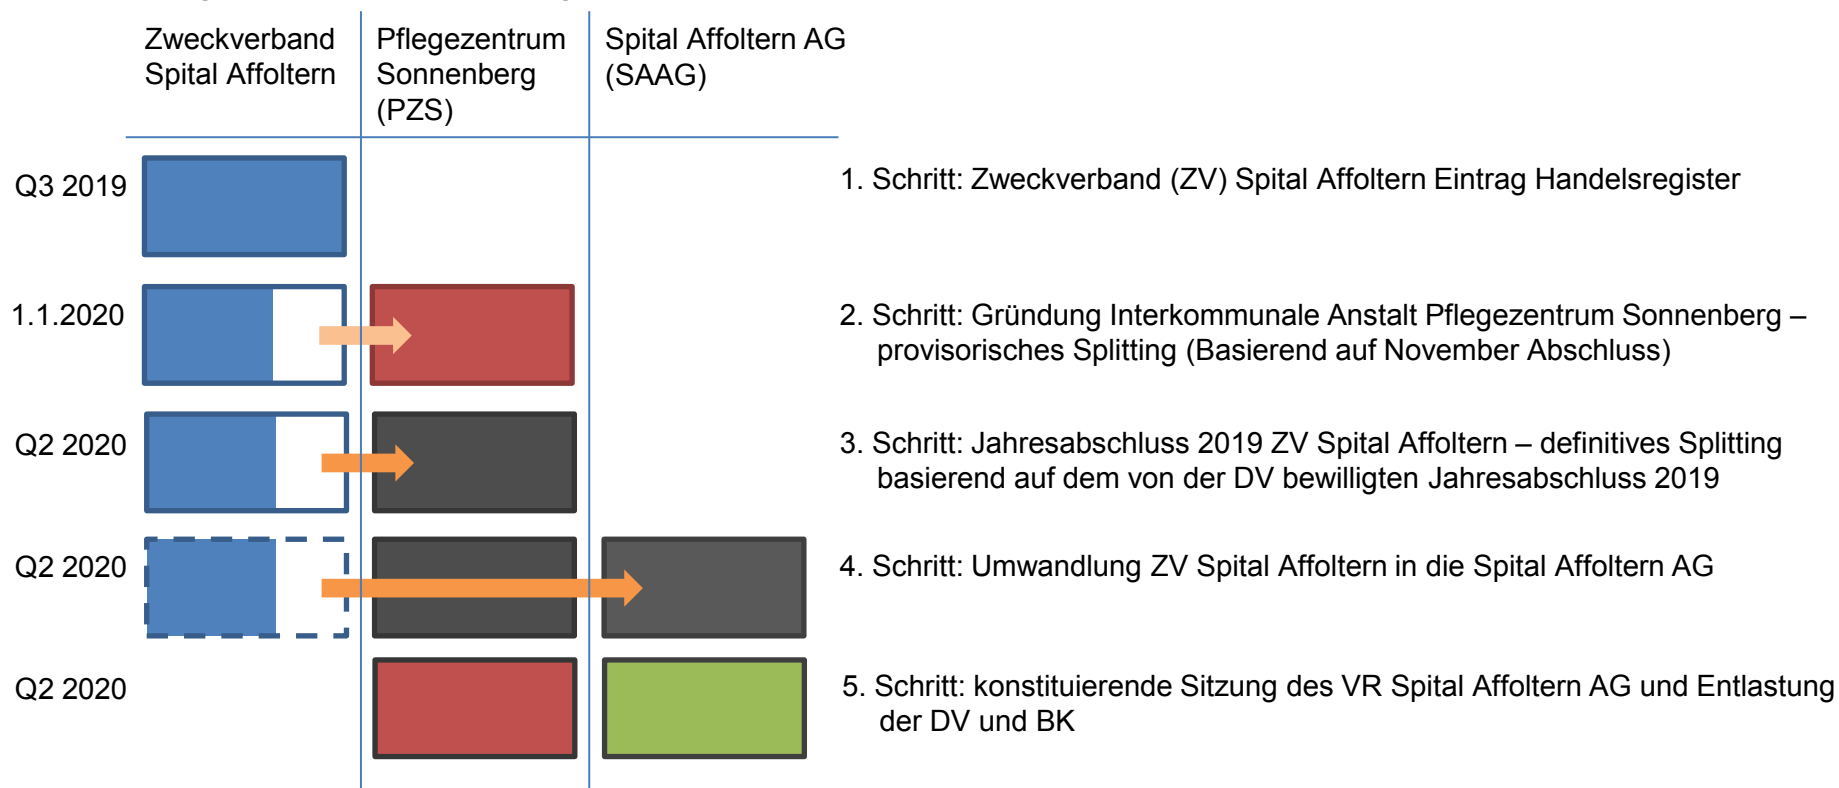 Zweckverband
Spital Affoltern
Pflegezentrum
Sonnenberg
(PZS)
Spital Affoltern AG
(SAAG)
Q3 2019
1. Schritt: Zweckverband (ZV) Spital Affoltern Eintrag Handelsregister
1.1.2020
2. Schritt: Gründung Interkommunale Anstalt Pflegezentrum Sonnenberg –
provisorisches Splitting (Basierend auf November Abschluss)
Q2 2020
3. Schritt: Jahresabschluss 2019 ZV Spital Affoltern – definitives Splitting
basierend auf dem von der DV bewilligten Jahresabschluss 2019
Q2 2020
4. Schritt: Umwandlung ZV Spital Affoltern in die Spital Affoltern AG
Q2 2020
5. Schritt: konstituierende Sitzung des VR Spital Affoltern AG und Entlastung
der DV und BK